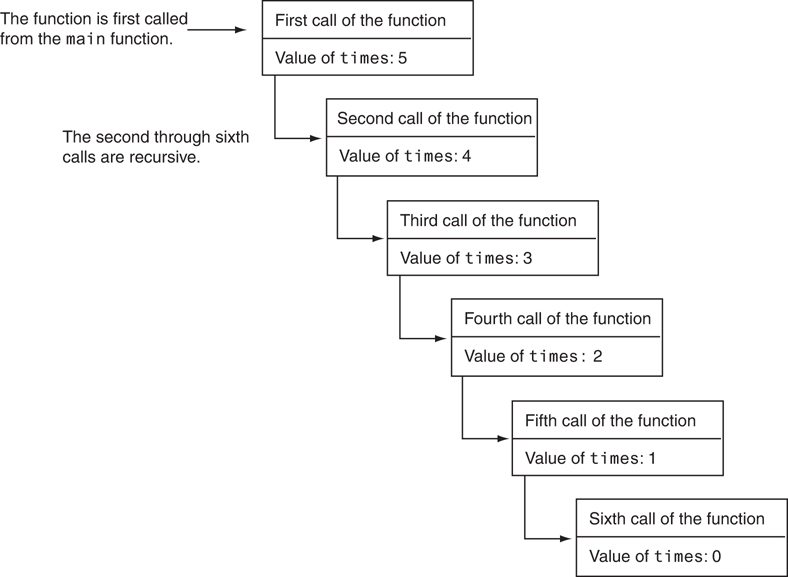 The function is first called
from the main function.
First call of the function
Value of times: 5
The second through sixth
calls are recursive.
Second call of the function
Value of times: 4
Third call of the function
Value of times: 3
Fourth call of the function
Value of times: 2
Fifth call of the function
Value of times: 1
Sixth call of the function
Value of times: 0